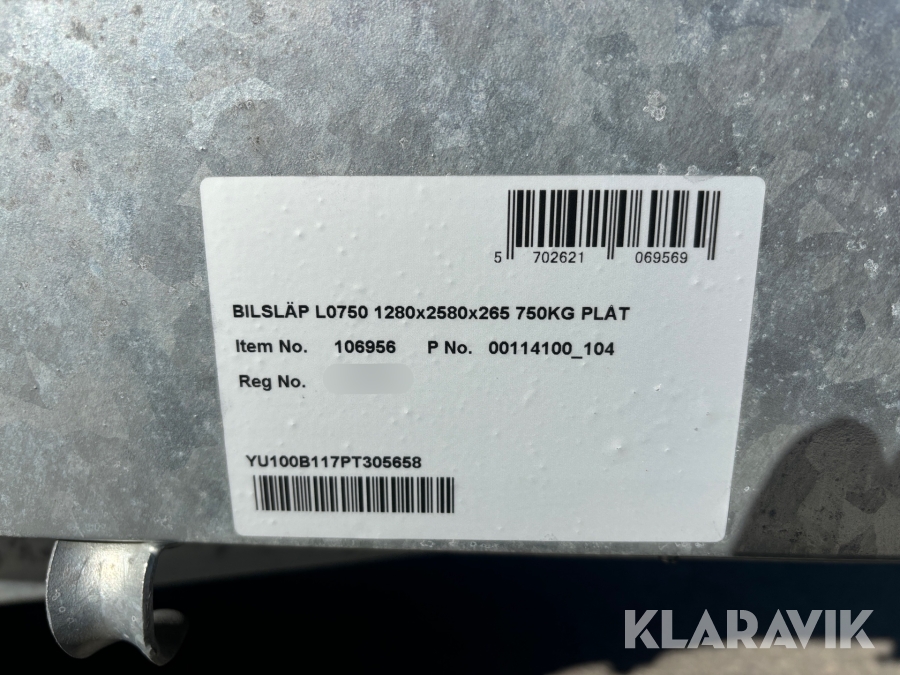 5 702621 069569
BILSLÄP L0750 1280x2580x265 750KG PLÅT
Item No. 106956 P No. 00114100_104
Reg No.
YU100B117PT305658
KLARAVIK